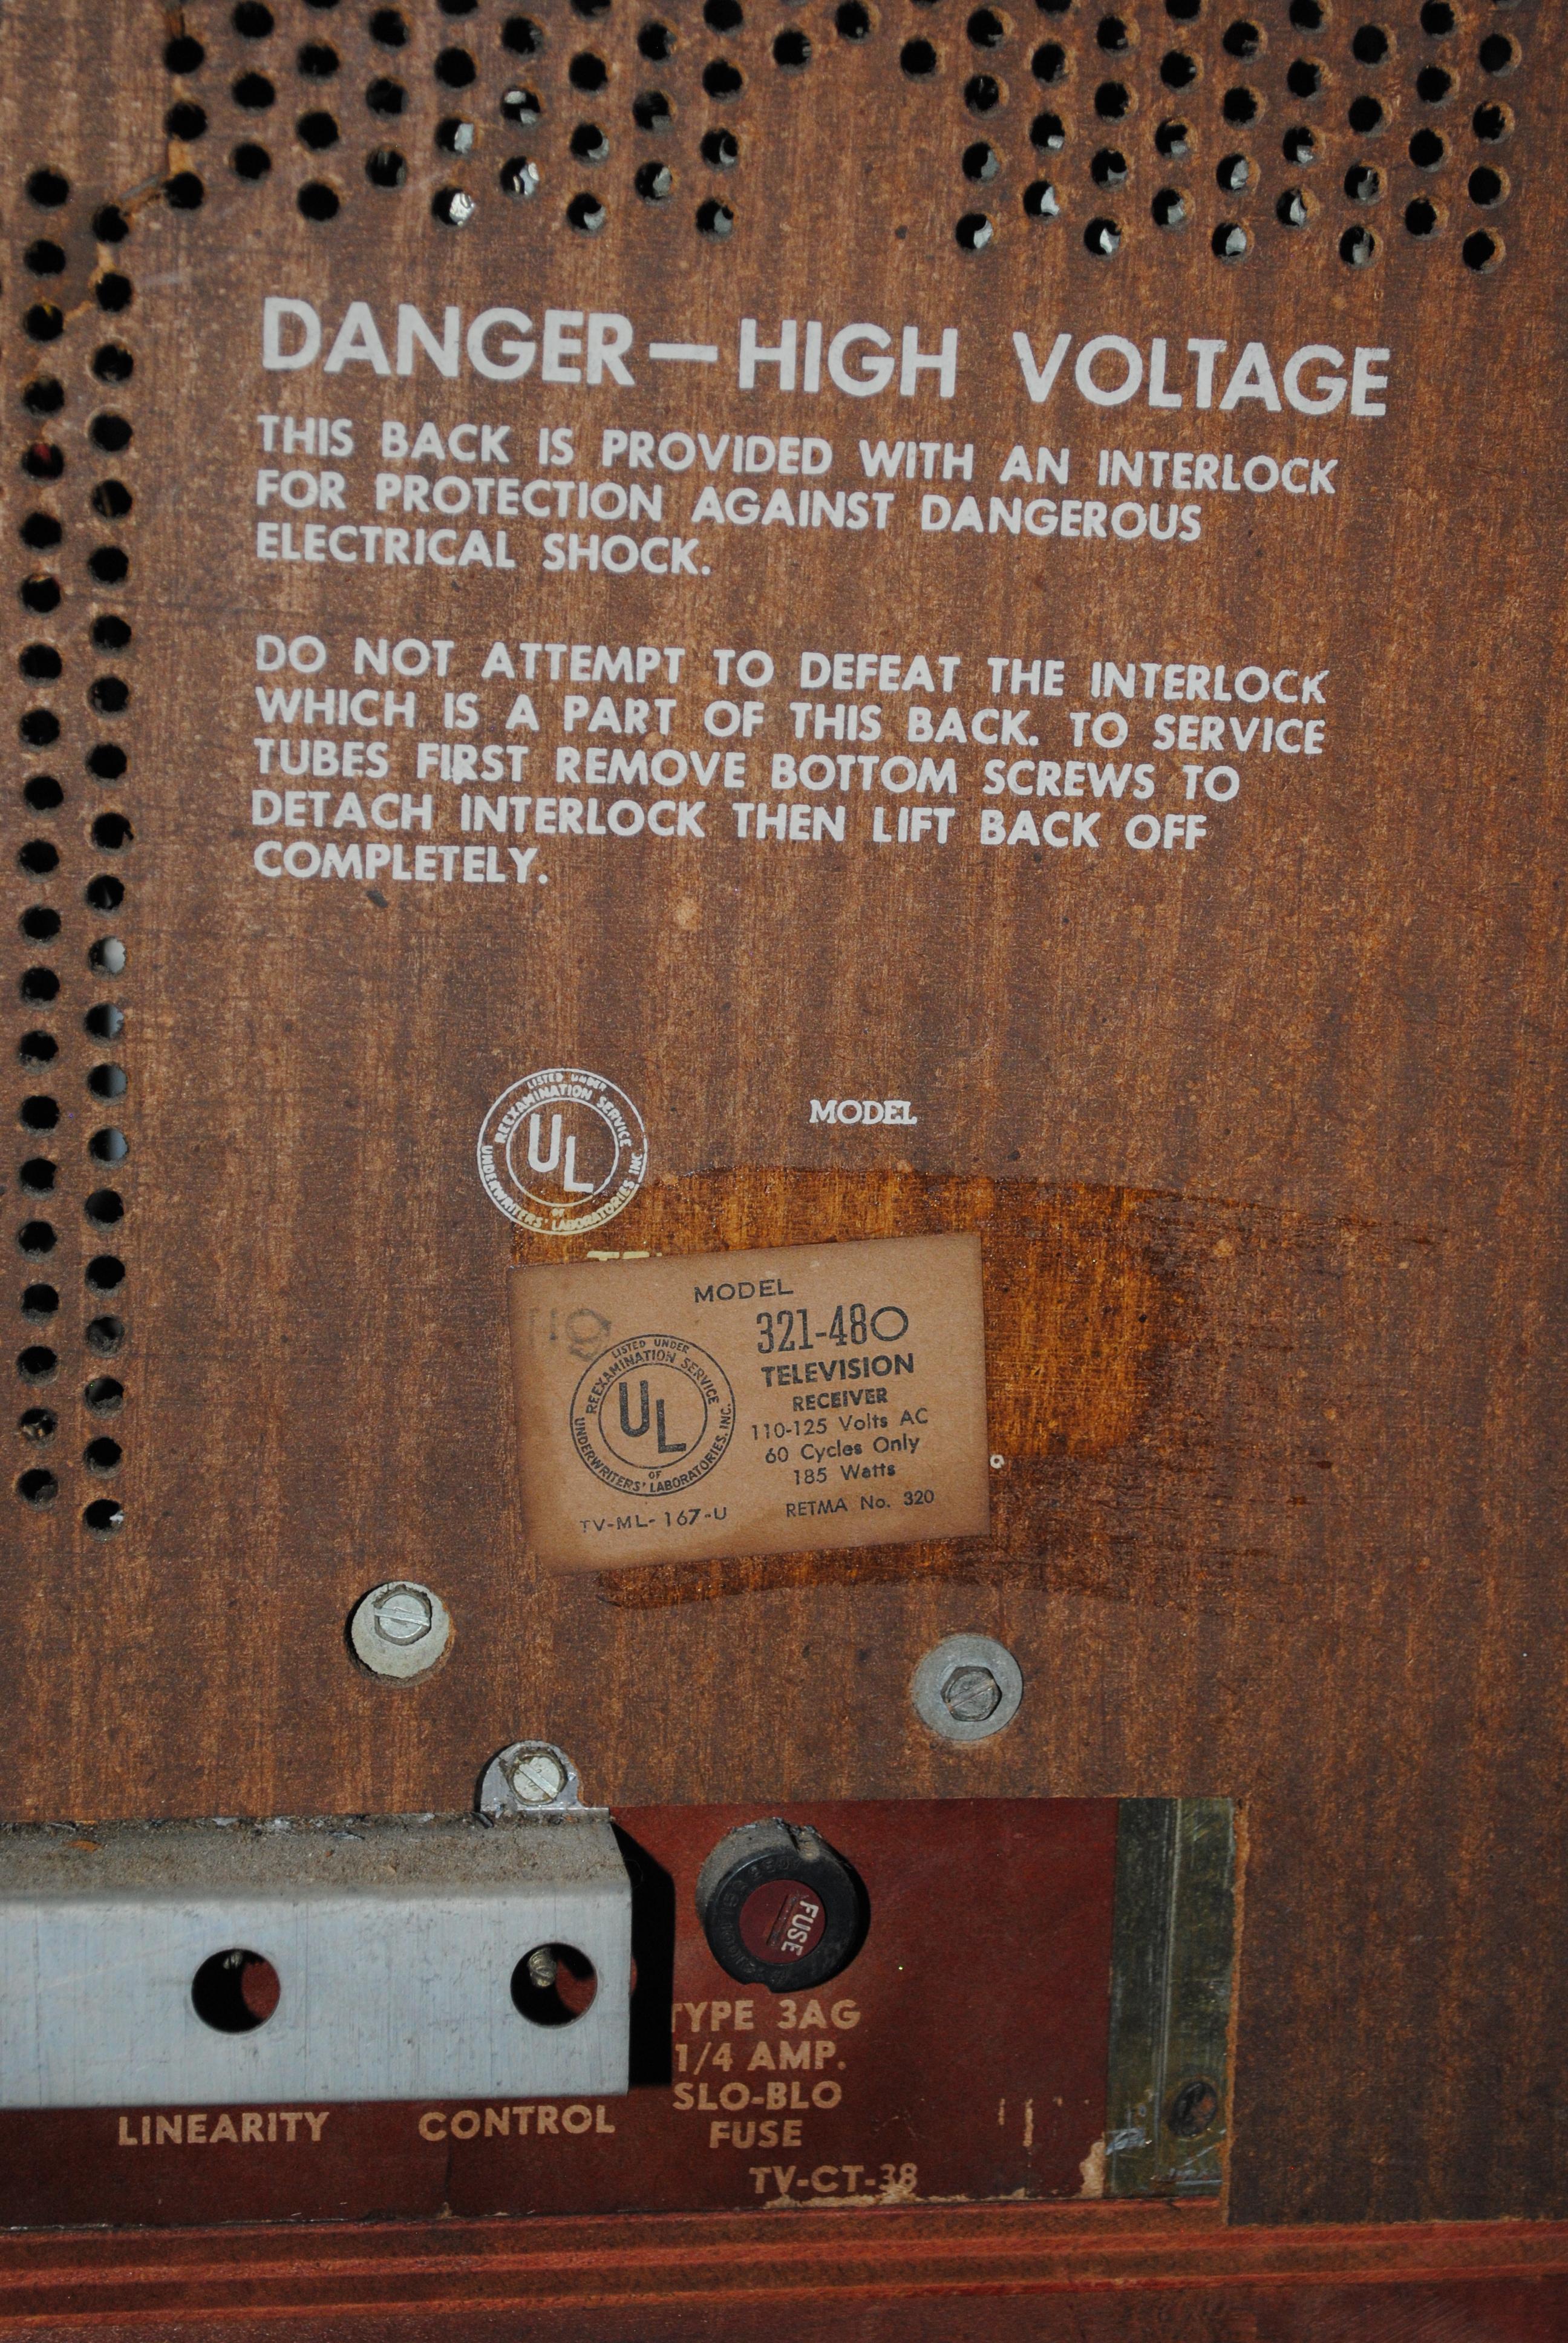 DANGER—HIGH VOLTAGE
THIS BACK IS PROVIDED WITH AN INTERLOCK
FOR PROTECTION AGAINST DANGEROUS
ELECTRICAL SHOCK.
DO NOT ATTEMPT TO DEFEAT THE INTERLOCK
WHICH IS A PART OF THIS BACK. TO SERVICE
TUBES FIRST REMOVE BOTTOM SCREWS TO
DETACH INTERLOCK THEN LIFT BACK OFF
COMPLETELY.
LISTED UNDER
REEXAMINATION SERVICE
UL
OF
UNDERWRITERS' LABORATORIES, INC.
MODEL
MODEL
321-480
TELEVISION
RECEIVER
110-125 Volts AC
60 Cycles Only
185 Watts
RETMA No. 320
LISTED UNDER
REEXAMINATION SERVICE
UL
OF
UNDERWRITERS' LABORATORIES, INC.
TV-ML-167-U
FUSE
TYPE 3AG
1/4 AMP.
SLO-BLO
FUSE
LINEARITY CONTROL
TV-CT-38